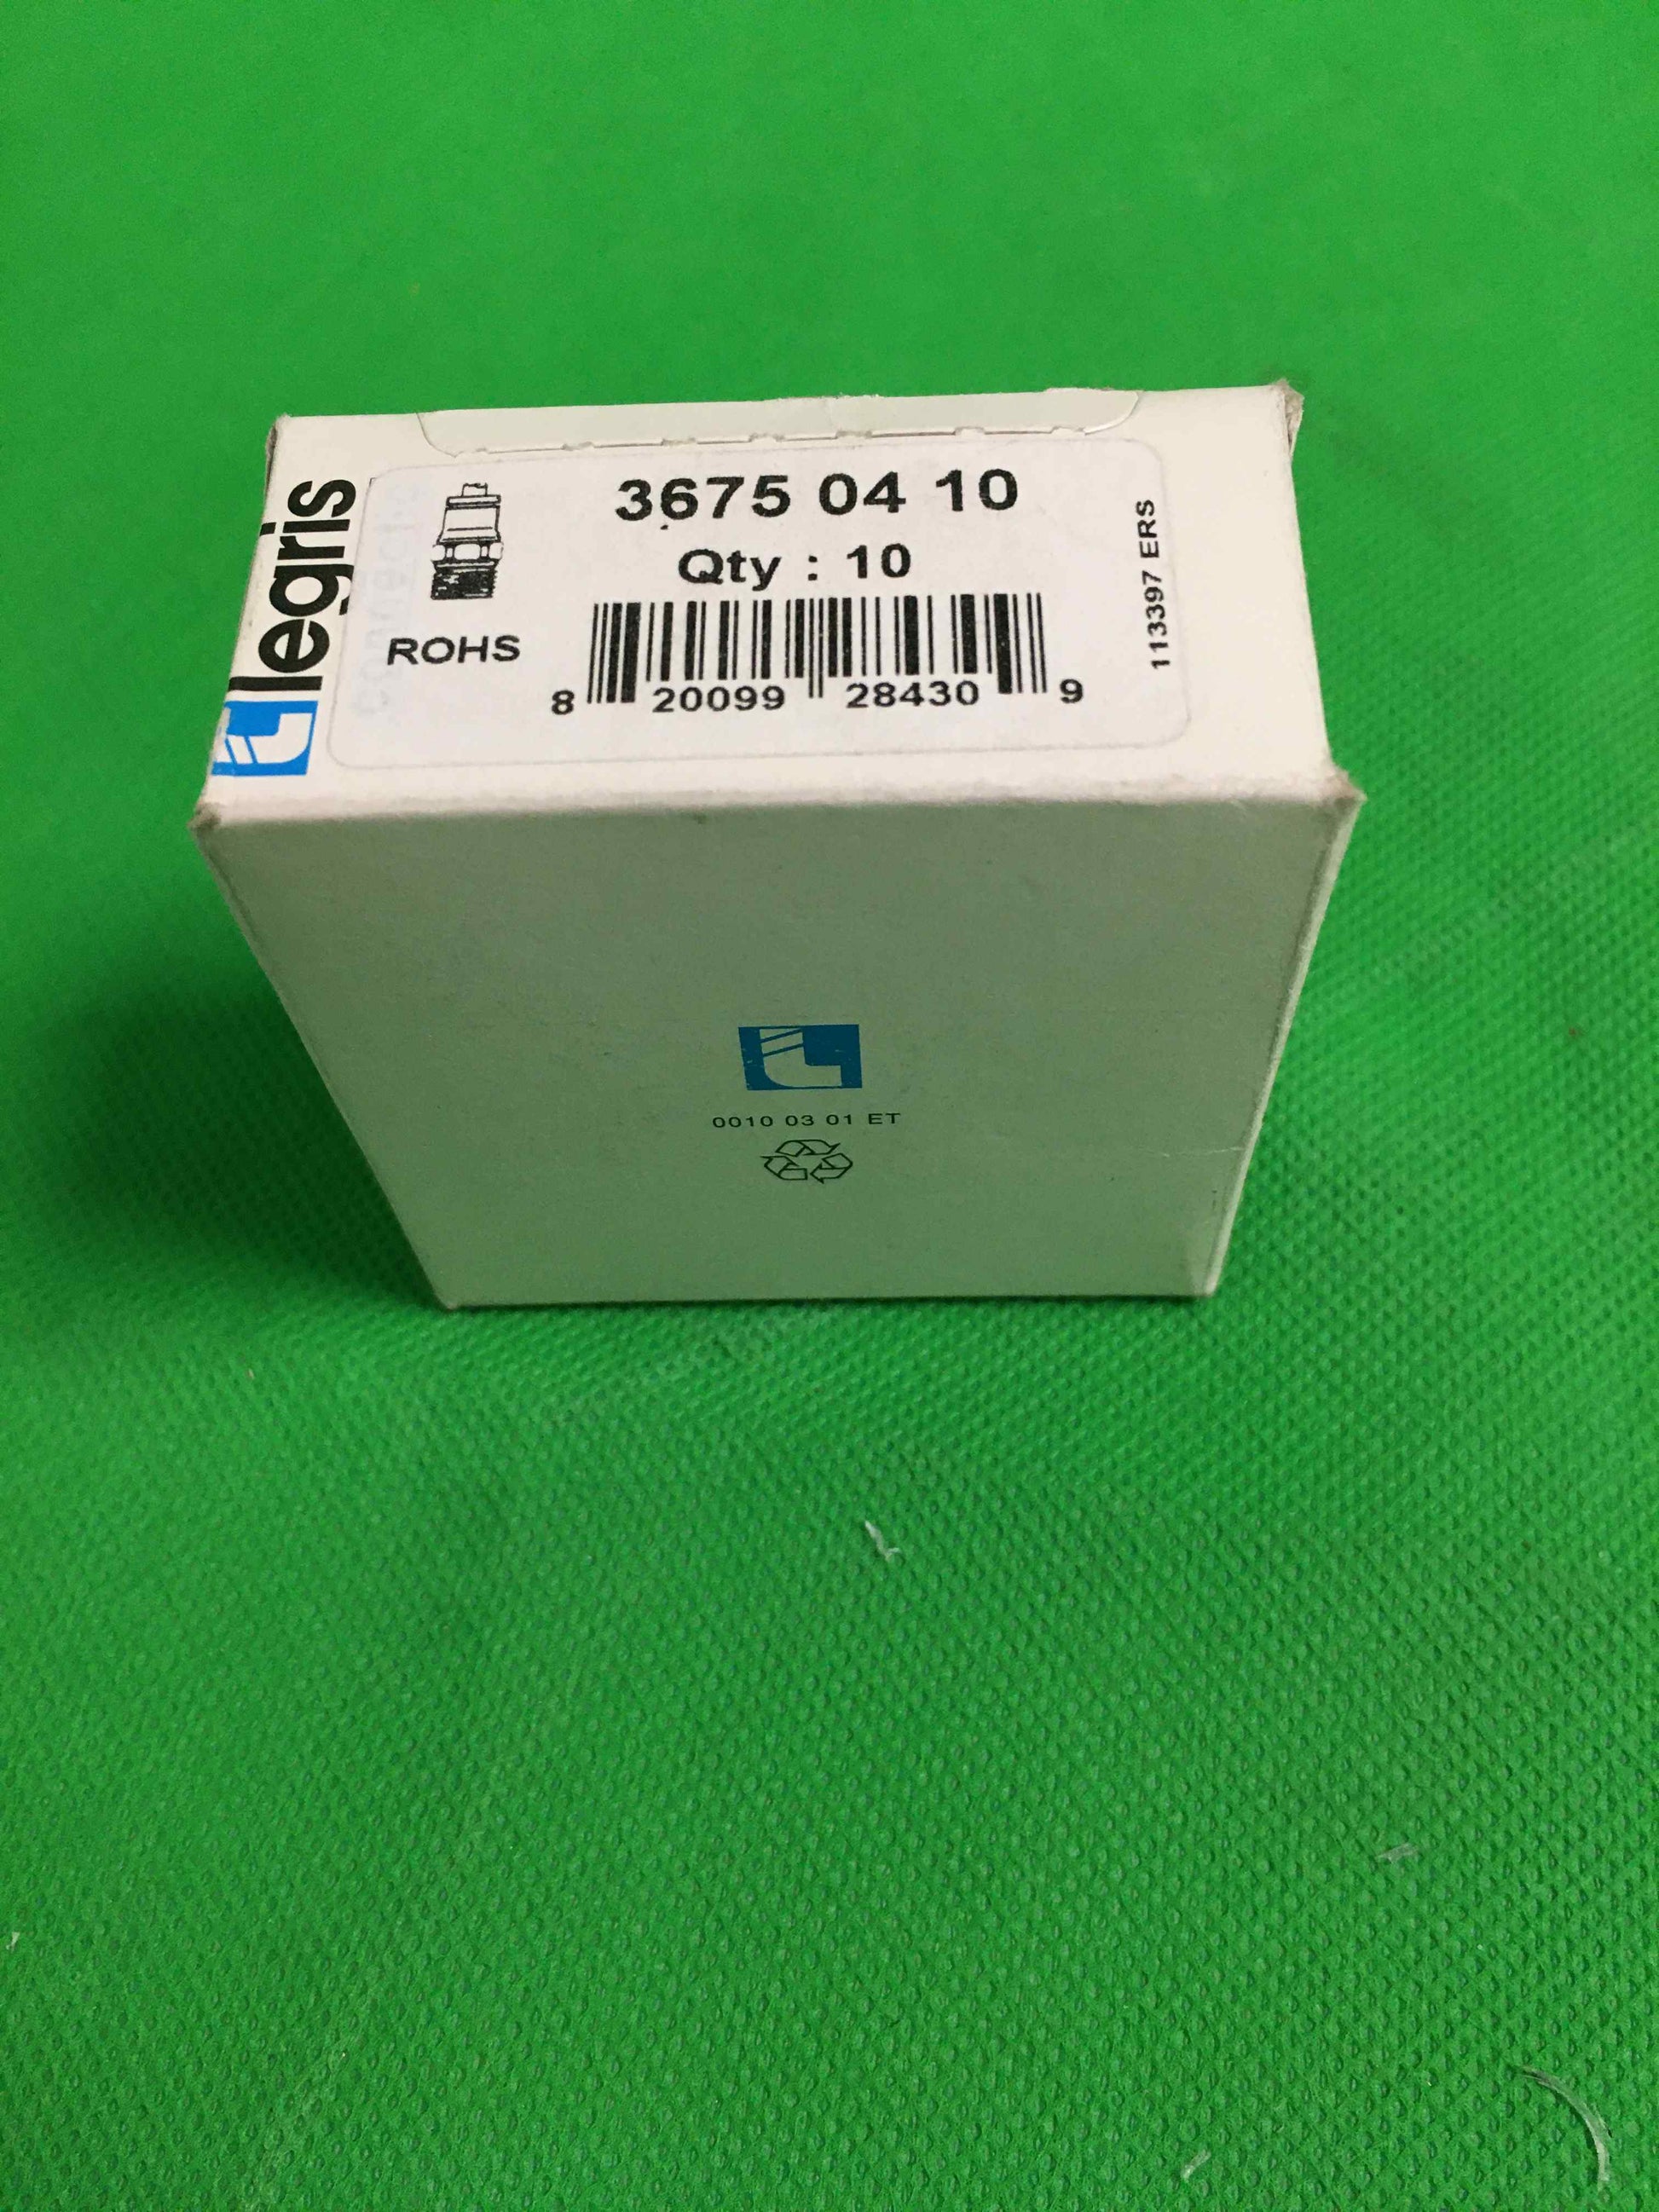 legris
3675 04 10
Qty : 10
ROHS
8 20099 28430 9
113397 ERS
0010 03 01 ET